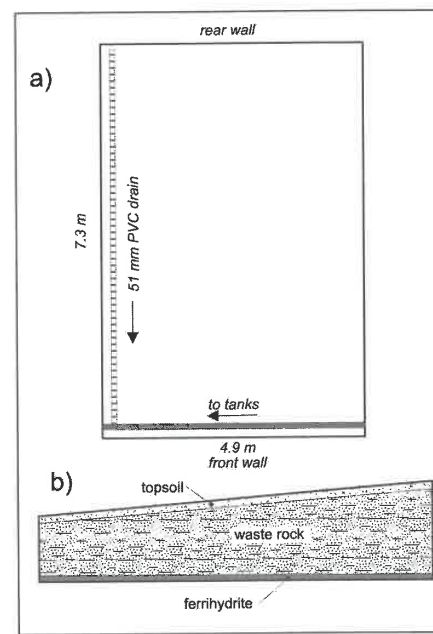 rear wall
a)
7.3 m
51 mm PVC drain
to tanks
4.9 m
front wall
b)
topsoil
waste rock
ferrihydrite